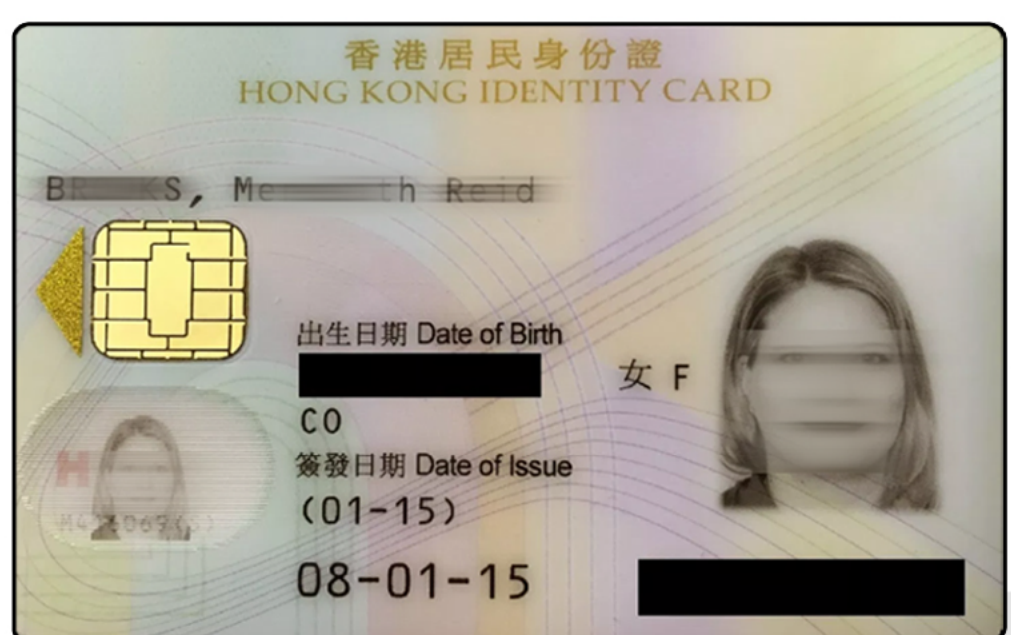 香港居民身份證
HONG KONG IDENTITY CARD
Reid
出生日期 Date of Birth
女 F
CO
簽發日期 Date of Issue
(01-15)
08-01-15
H